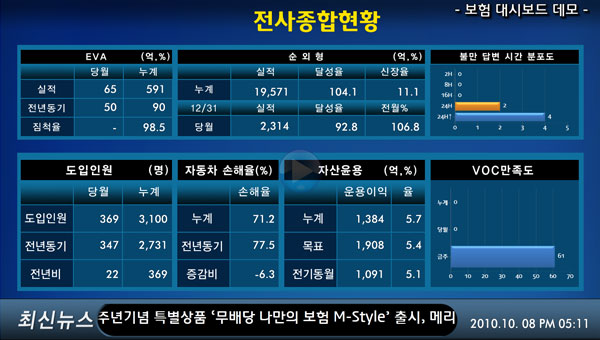 - 보험 대시보드 데모 -
전사종합현황
EVA (억,%)
당월 누계
실적 65 591
전년동기 50 90
짐척율 - 98.5
순 외 형 (억,%)
실적 달성율 신장율
누계 19,571 104.1 11.1
12/31 실적 달성율 전월%
당월 2,314 92.8 106.8
불만 답변 시간 분포도
2H 0
8H 0
16H 0
24H 2
24H↑ 4
0 1 2 3 4 5
도입인원 (명)
당월 누계
도입인원 369 3,100
전년동기 347 2,731
전년비 22 369
자동차 손해율(%)
손해율
누계 71.2
전년동기 77.5
증감비 -6.3
자산운용 (억,%)
운용이익 율
누계 1,384 5.7
목표 1,908 5.4
전기동월 1,091 5.1
VOC만족도
누계 0
당월 0
금주 61
0 10 20 30 40 50 60 70
최신뉴스 주년기념 특별상품 ‘무배당 나만의 보험 M-Style’ 출시, 메리 2010.10. 08 PM 05:11